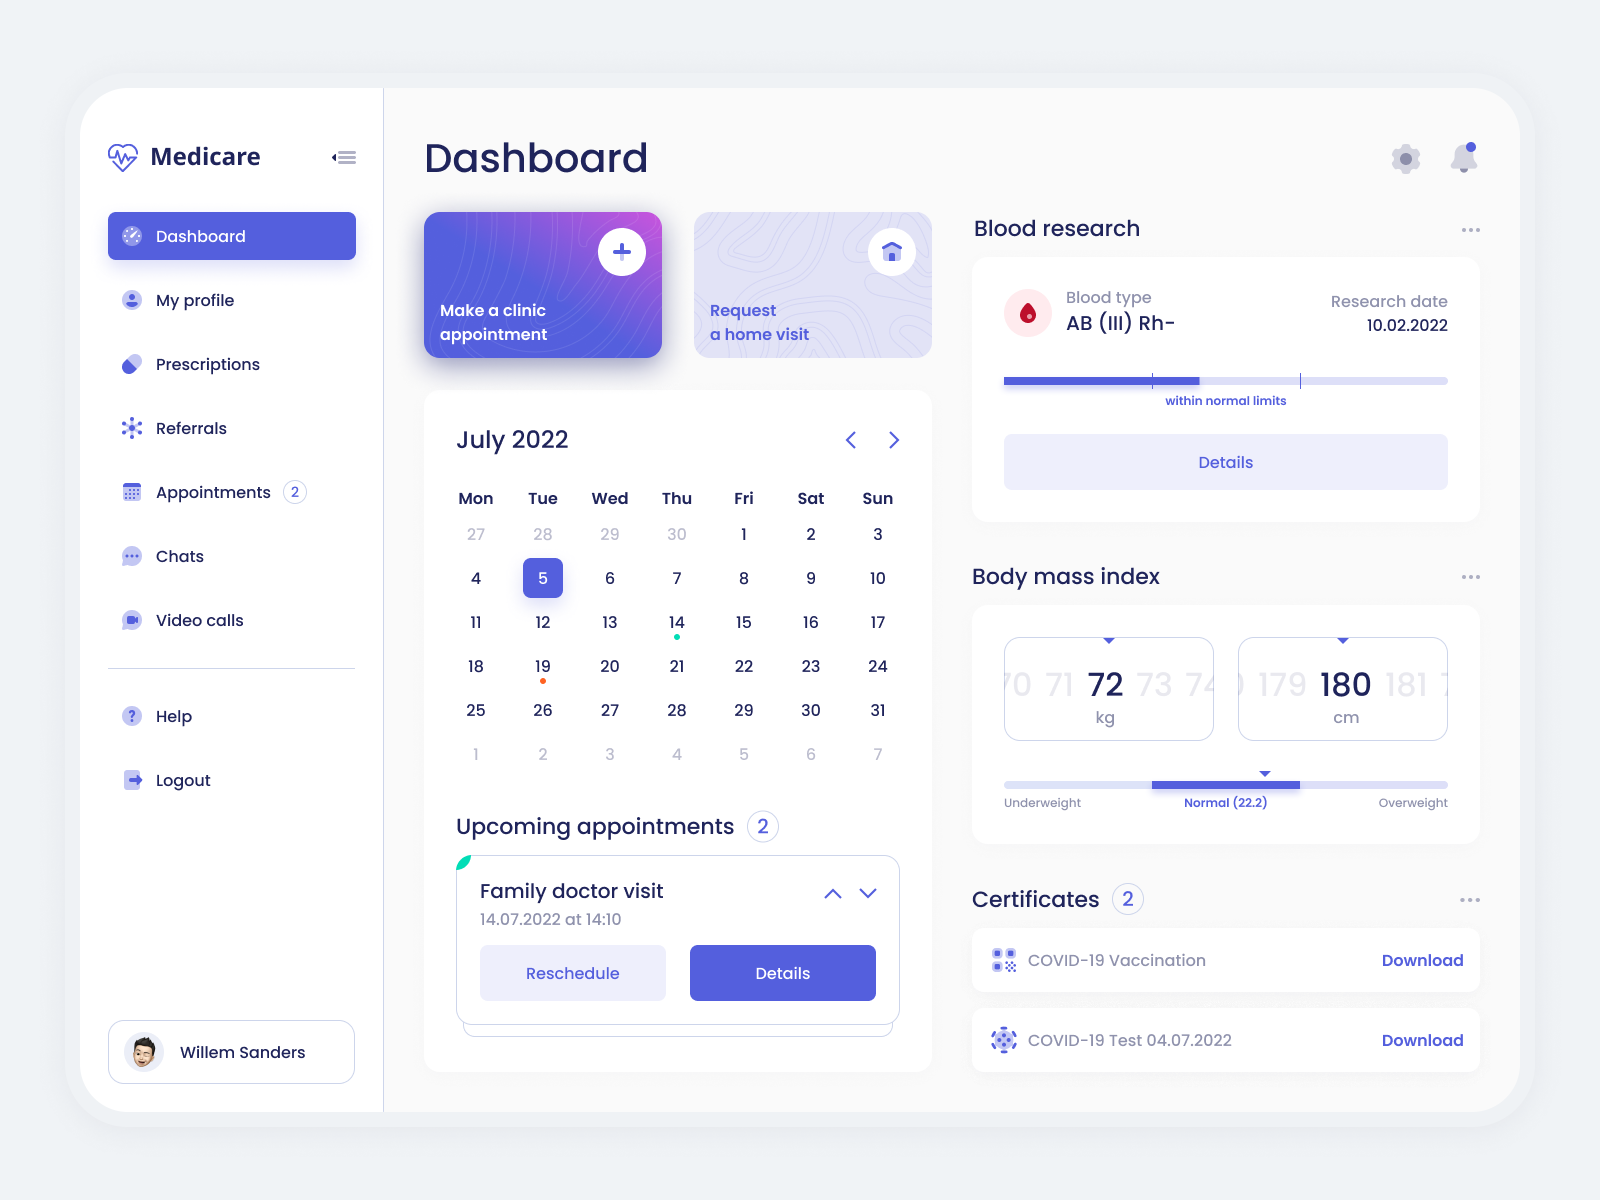 Medicare
Dashboard
My profile
Prescriptions
Referrals
Appointments 2
Chats
Video calls
Help
Logout
Willem Sanders
Dashboard
Make a clinic
appointment
Request
a home visit
July 2022
Mon Tue Wed Thu Fri Sat Sun
27 28 29 30 1 2 3
4 5 6 7 8 9 10
11 12 13 14 15 16 17
18 19 20 21 22 23 24
25 26 27 28 29 30 31
1 2 3 4 5 6 7
Upcoming appointments 2
Family doctor visit
14.07.2022 at 14:10
Reschedule Details
Blood research
Blood type
AB (III) Rh-
Research date
10.02.2022
within normal limits
Details
Body mass index
70 71 72 73 74
kg
179 180 181
cm
Underweight Normal (22.2) Overweight
Certificates 2
COVID-19 Vaccination Download
COVID-19 Test 04.07.2022 Download